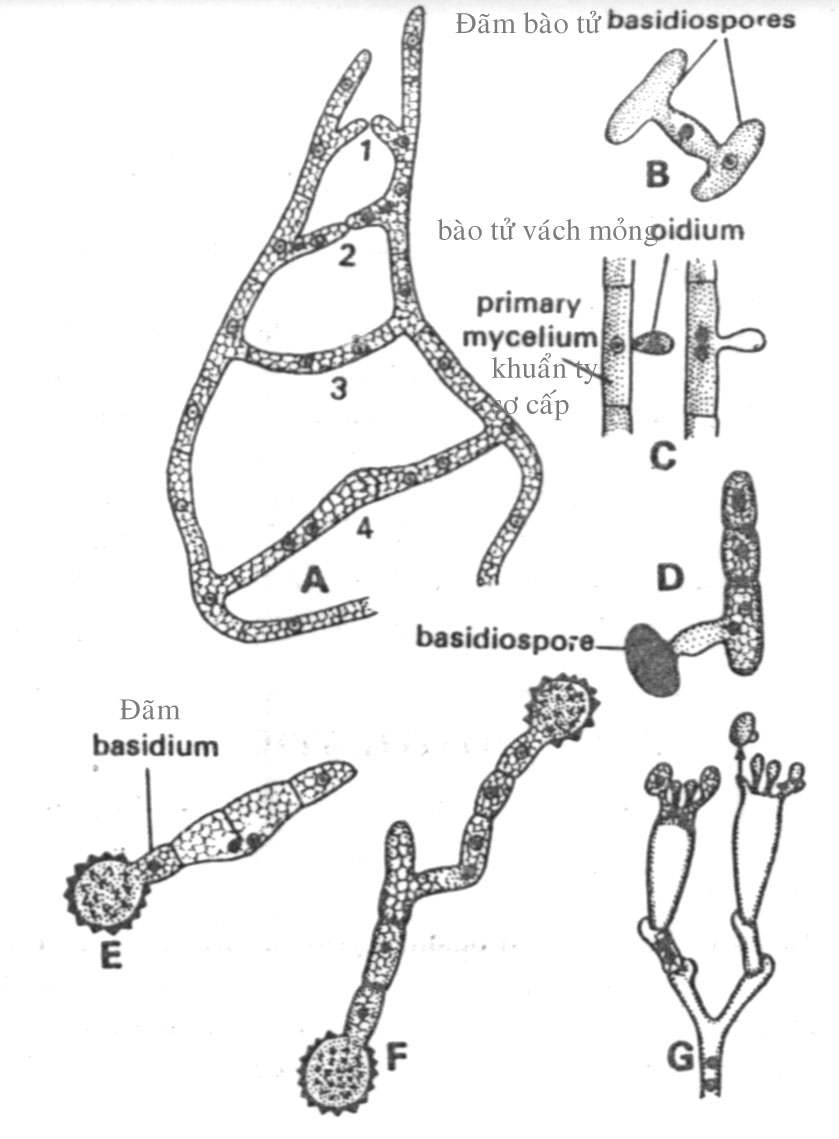 Đãm bào tử basidiospores
1
B
2
bào tử vách mỏng oidium
primary
mycelium
khuẩn ty
sơ cấp
3
C
4
A
D
basidiospore
Đãm
basidium
E
F
G